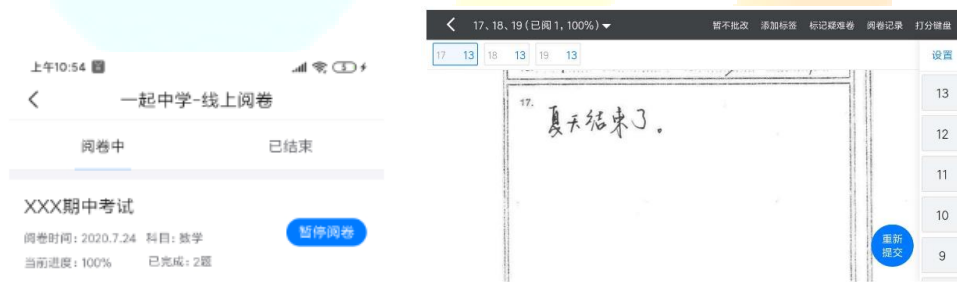 上午10:54
一起中学-线上阅卷
阅卷中 已结束
XXX期中考试
阅卷时间：2020.7.24 科目：数学
暂停阅卷
当前进度：100% 已完成：2题
17、18、19（已阅1，100%）
暂不批改 添加标签 标记疑难卷 阅卷记录 打分键盘
17 13 18 13 19 13
设置
17.
夏天结束了。
13
12
11
10
重新
提交
9